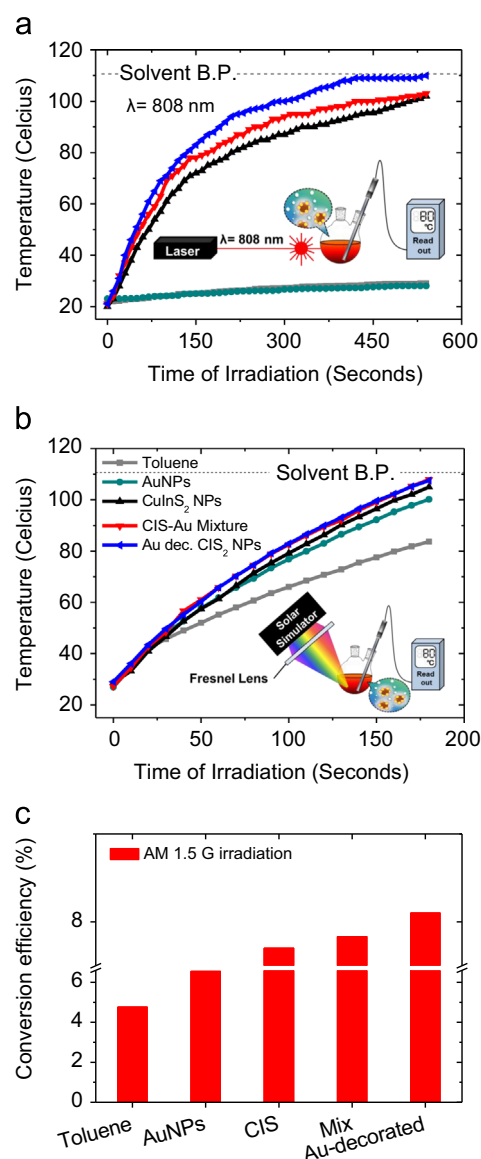 a
120
100
80
60
40
20
Temperature (Celcius)
Solvent B.P.
λ= 808 nm
Laser
λ= 808 nm
80
°C
Read
out
0
150
300
450
600
Time of Irradiation (Seconds)
b
120
100
80
60
40
20
Temperature (Celcius)
Toluene
AuNPs
CuInS₂ NPs
CIS-Au Mixture
Au dec. CIS₂ NPs
Solvent B.P.
Solar
Simulator
Fresnel Lens
80
°C
Read
out
0
50
100
150
200
Time of Irradiation (Seconds)
c
AM 1.5 G irradiation
8
6
4
2
0
Conversion efficiency (%)
Toluene
AuNPs
CIS
Mix
Au-decorated